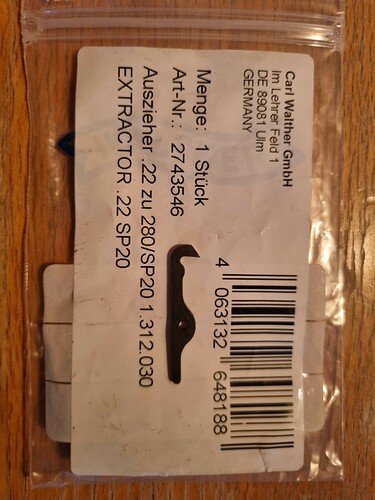 Carl Walther GmbH
Im Lehrer Feld 1
DE 89081 Ulm
GERMANY
4 063132 648188
Menge: 1 Stück
Art-Nr.: 2743546
Auszieher .22 zu 280/SP20 1.312.030
EXTRACTOR .22 SP20